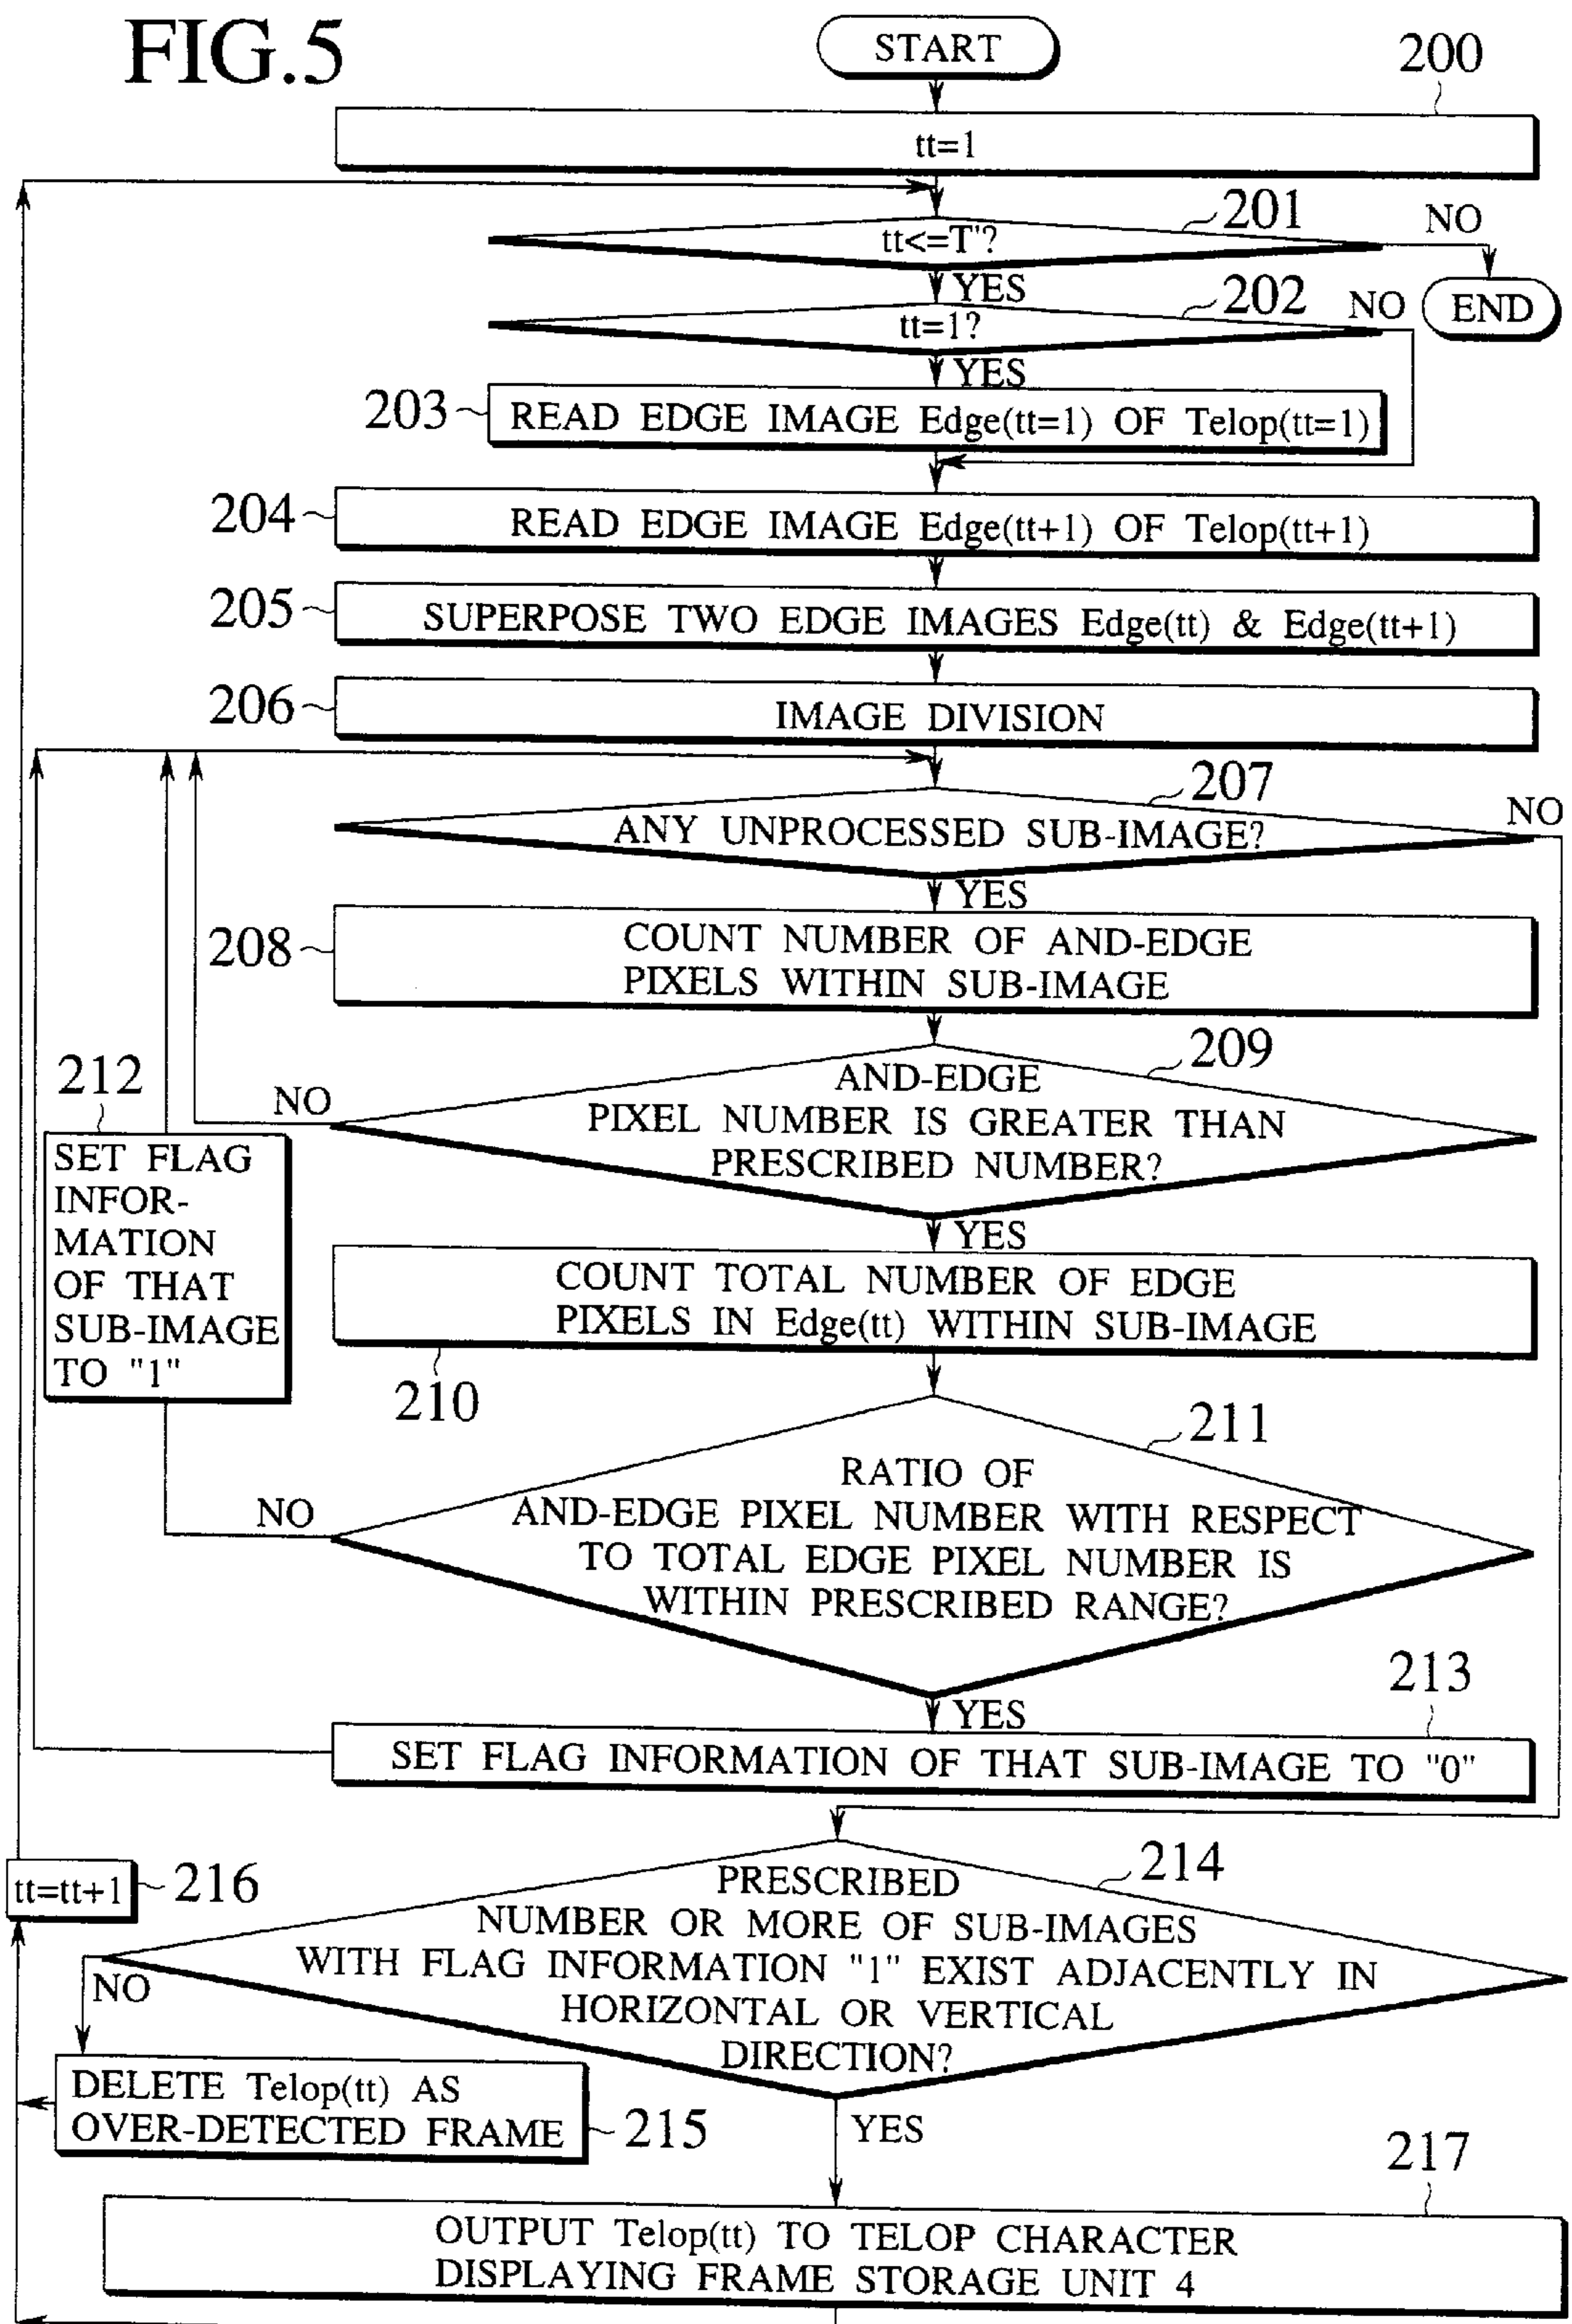 FIG.5
START
200
tt=1
201
tt<=T'?
NO
YES
END
202
tt=1?
NO
YES
203
READ EDGE IMAGE Edge(tt=1) OF Telop(tt=1)
204
READ EDGE IMAGE Edge(tt+1) OF Telop(tt+1)
205
SUPERPOSE TWO EDGE IMAGES Edge(tt) & Edge(tt+1)
206
IMAGE DIVISION
207
ANY UNPROCESSED SUB-IMAGE?
NO
YES
208
COUNT NUMBER OF AND-EDGE
PIXELS WITHIN SUB-IMAGE
209
AND-EDGE
PIXEL NUMBER IS GREATER THAN
PRESCRIBED NUMBER?
NO
YES
212
SET FLAG
INFOR-
MATION
OF THAT
SUB-IMAGE
TO "1"
COUNT TOTAL NUMBER OF EDGE
PIXELS IN Edge(tt) WITHIN SUB-IMAGE
210
211
RATIO OF
AND-EDGE PIXEL NUMBER WITH RESPECT
TO TOTAL EDGE PIXEL NUMBER IS
WITHIN PRESCRIBED RANGE?
NO
YES
213
SET FLAG INFORMATION OF THAT SUB-IMAGE TO "0"
214
PRESCRIBED
NUMBER OR MORE OF SUB-IMAGES
WITH FLAG INFORMATION "1" EXIST ADJACENTLY IN
HORIZONTAL OR VERTICAL
DIRECTION?
tt=tt+1
216
NO
DELETE Telop(tt) AS
OVER-DETECTED FRAME
215
YES
217
OUTPUT Telop(tt) TO TELOP CHARACTER
DISPLAYING FRAME STORAGE UNIT 4